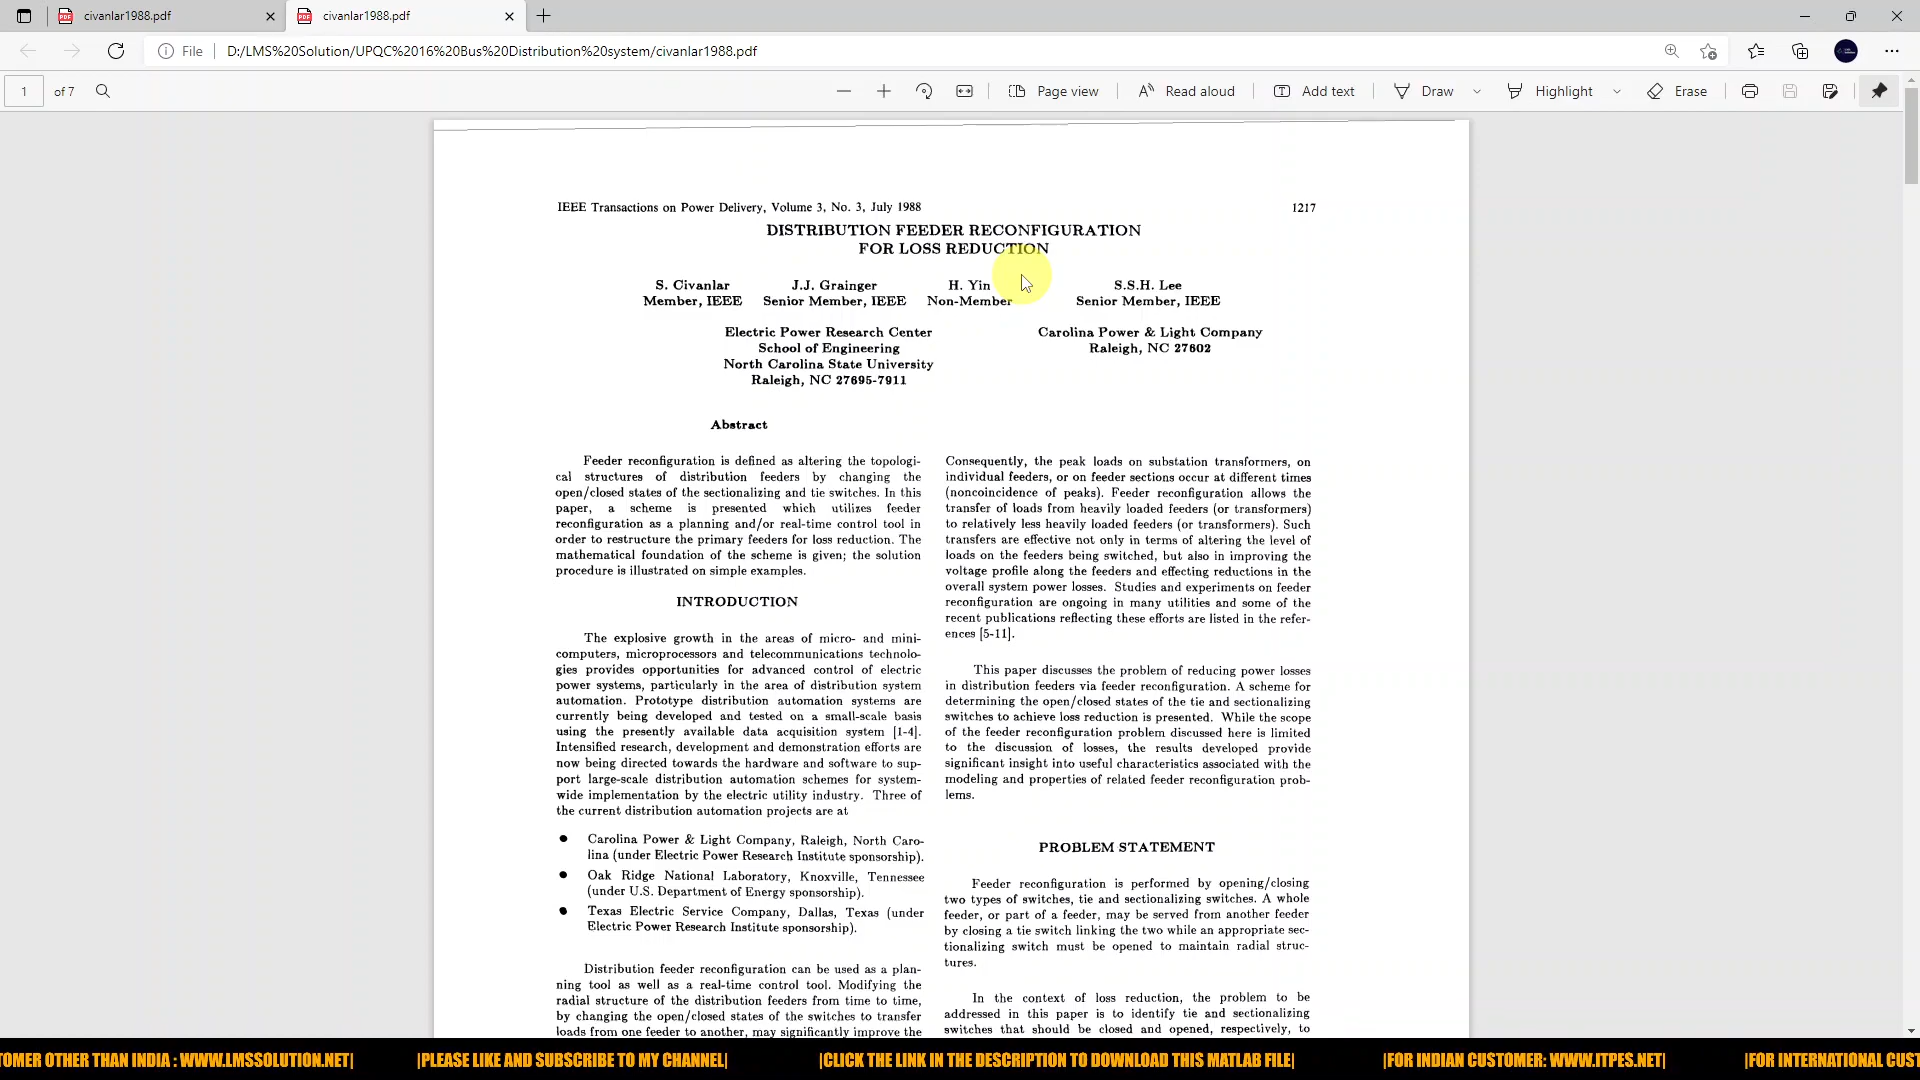 civanlar1988.pdf
civanlar1988.pdf
File
D:/LMS%20Solution/UPQC%2016%20Bus%20Distribution%20system/civanlar1988.pdf
1 of 7
Page view
Read aloud
Add text
Draw
Highlight
Erase
IEEE Transactions on Power Delivery, Volume 3, No. 3, July 1988 1217
DISTRIBUTION FEEDER RECONFIGURATION
FOR LOSS REDUCTION
S. Civanlar J.J. Grainger H. Yin S.S.H. Lee
Member, IEEE Senior Member, IEEE Non-Member Senior Member, IEEE
Electric Power Research Center Carolina Power & Light Company
School of Engineering Raleigh, NC 27602
North Carolina State University
Raleigh, NC 27695-7911
Abstract
Feeder reconfiguration is defined as altering the topologi-
cal structures of distribution feeders by changing the
open/closed states of the sectionalizing and tie switches. In this
paper, a scheme is presented which utilizes feeder
reconfiguration as a planning and/or real-time control tool in
order to restructure the primary feeders for loss reduction. The
mathematical foundation of the scheme is given; the solution
procedure is illustrated on simple examples.
INTRODUCTION
The explosive growth in the areas of micro- and mini-
computers, microprocessors and telecommunications technolo-
gies provides opportunities for advanced control of electric
power systems, particularly in the area of distribution system
automation. Prototype distribution automation systems are
currently being developed and tested on a small-scale basis
using the presently available data acquisition system [1-4].
Intensified research, development and demonstration efforts are
now being directed towards the hardware and software to sup-
port large-scale distribution automation schemes for system-
wide implementation by the electric utility industry. Three of
the current distribution automation projects are at
● Carolina Power & Light Company, Raleigh, North Caro-
lina (under Electric Power Research Institute sponsorship).
● Oak Ridge National Laboratory, Knoxville, Tennessee
(under U.S. Department of Energy sponsorship).
● Texas Electric Service Company, Dallas, Texas (under
Electric Power Research Institute sponsorship).
Distribution feeder reconfiguration can be used as a plan-
ning tool as well as a real-time control tool. Modifying the
radial structure of the distribution feeders from time to time,
by changing the open/closed states of the switches to transfer
loads from one feeder to another, may significantly improve the
Consequently, the peak loads on substation transformers, on
individual feeders, or on feeder sections occur at different times
(noncoincidence of peaks). Feeder reconfiguration allows the
transfer of loads from heavily loaded feeders (or transformers)
to relatively less heavily loaded feeders (or transformers). Such
transfers are effective not only in terms of altering the level of
loads on the feeders being switched, but also in improving the
voltage profile along the feeders and effecting reductions in the
overall system power losses. Studies and experiments on feeder
reconfiguration are ongoing in many utilities and some of the
recent publications reflecting these efforts are listed in the refer-
ences [5-11].
This paper discusses the problem of reducing power losses
in distribution feeders via feeder reconfiguration. A scheme for
determining the open/closed states of the tie and sectionalizing
switches to achieve loss reduction is presented. While the scope
of the feeder reconfiguration problem discussed here is limited
to the discussion of losses, the results developed provide
significant insight into useful characteristics associated with the
modeling and properties of related feeder reconfiguration prob-
lems.
PROBLEM STATEMENT
Feeder reconfiguration is performed by opening/closing
two types of switches, tie and sectionalizing switches. A whole
feeder, or part of a feeder, may be served from another feeder
by closing a tie switch linking the two while an appropriate sec-
tionalizing switch must be opened to maintain radial struc-
tures.
In the context of loss reduction, the problem to be
addressed in this paper is to identify tie and sectionalizing
switches that should be closed and opened, respectively, to
TOMER OTHER THAN INDIA : WWW.LMSSOLUTION.NET| |PLEASE LIKE AND SUBSCRIBE TO MY CHANNEL| |CLICK THE LINK IN THE DESCRIPTION TO DOWNLOAD THIS MATLAB FILE| |FOR INDIAN CUSTOMER: WWW.ITPES.NET| |FOR INTERNATIONAL CUST